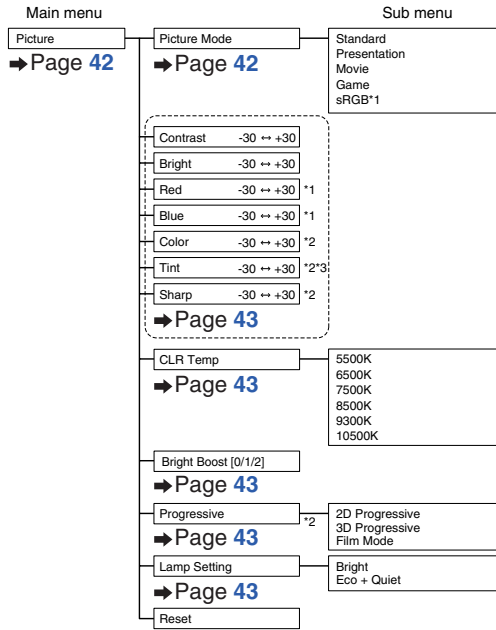 Main menu
Sub menu
Picture
➡Page 42
Picture Mode
➡Page 42
Standard
Presentation
Movie
Game
sRGB*1
Contrast -30 ↔ +30
Bright -30 ↔ +30
Red -30 ↔ +30 *1
Blue -30 ↔ +30 *1
Color -30 ↔ +30 *2
Tint -30 ↔ +30 *2*3
Sharp -30 ↔ +30 *2
➡Page 43
CLR Temp
➡Page 43
5500K
6500K
7500K
8500K
9300K
10500K
Bright Boost [0/1/2]
➡Page 43
Progressive *2
➡Page 43
2D Progressive
3D Progressive
Film Mode
Lamp Setting
➡Page 43
Bright
Eco + Quiet
Reset